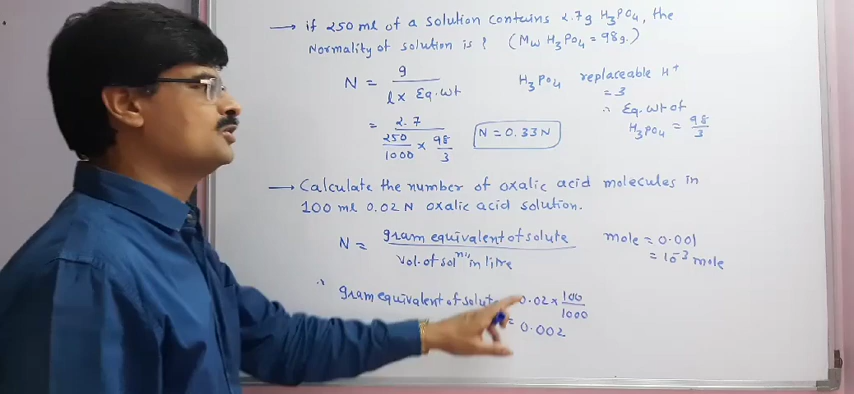 → if 250 ml of a solution contains 2.7g H₃PO₄, the
Normality of solution is ? (Mw H₃PO₄ = 98g.)
N = g / l × Eq.wt
H₃PO₄ replaceable H⁺
= 3
∴ Eq.wt of
H₃PO₄ = 98/3
= 2.7 / (250/1000 × 98/3)
N = 0.33N
→ Calculate the number of oxalic acid molecules in
100 ml 0.02 N oxalic acid solution.
N = gram equivalent of solute / Vol. of solⁿ in litre
mole = 0.001
= 10⁻³ mole
∴ gram equivalent of solute 0.02 × 100/1000
= 0.002